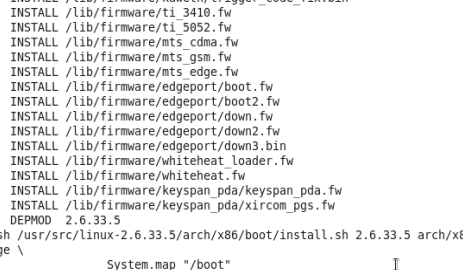 INSTALL /lib/firmware/ti_3410.fw
INSTALL /lib/firmware/ti_5052.fw
INSTALL /lib/firmware/mts_cdma.fw
INSTALL /lib/firmware/mts_gsm.fw
INSTALL /lib/firmware/mts_edge.fw
INSTALL /lib/firmware/edgeport/boot.fw
INSTALL /lib/firmware/edgeport/boot2.fw
INSTALL /lib/firmware/edgeport/down.fw
INSTALL /lib/firmware/edgeport/down2.fw
INSTALL /lib/firmware/edgeport/down3.bin
INSTALL /lib/firmware/whiteheat_loader.fw
INSTALL /lib/firmware/whiteheat.fw
INSTALL /lib/firmware/keyspan_pda/keyspan_pda.fw
INSTALL /lib/firmware/keyspan_pda/xircom_pgs.fw
DEPMOD 2.6.33.5
sh /usr/src/linux-2.6.33.5/arch/x86/boot/install.sh 2.6.33.5 arch/x8
ge \
System.map "/boot"